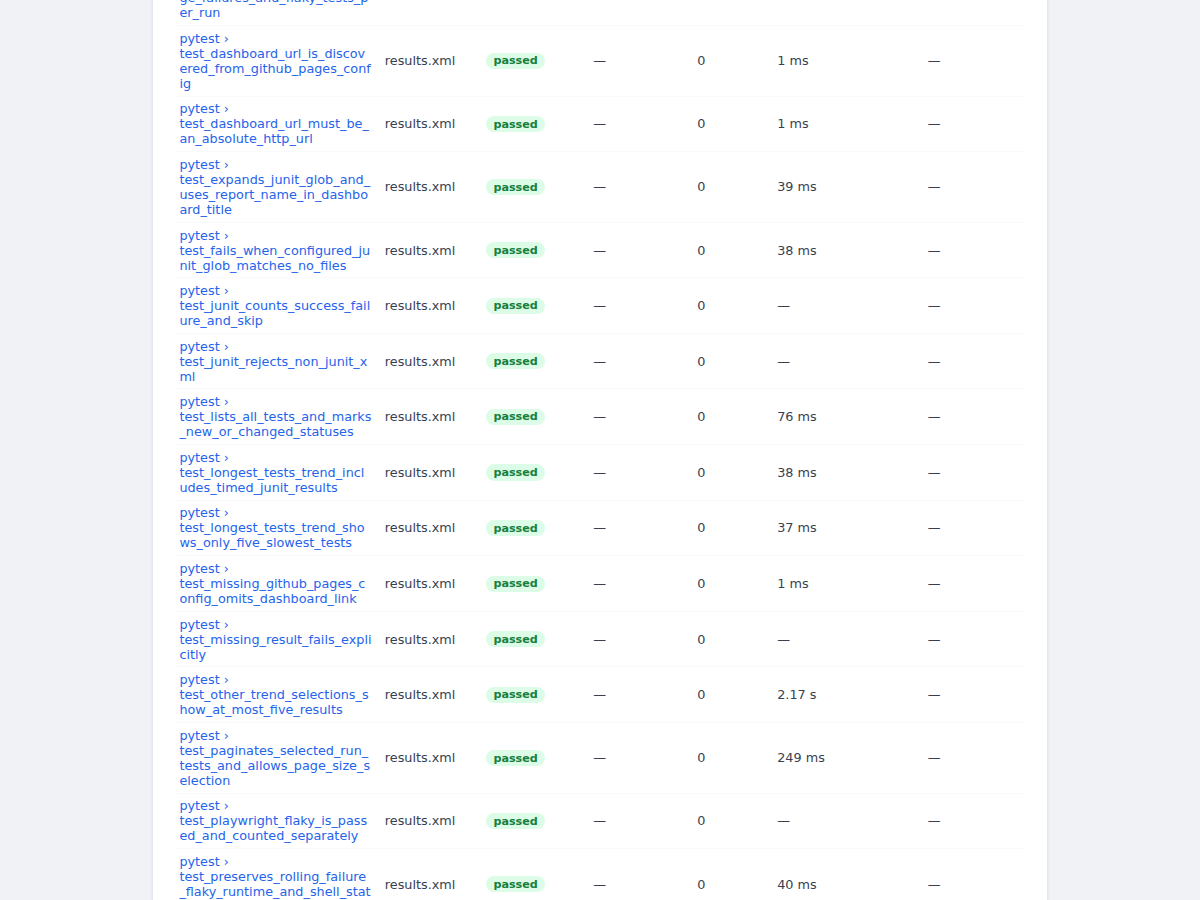 ge_failures_and_flaky_tests_p
er_run
pytest ›
test_dashboard_url_is_discov
ered_from_github_pages_conf
ig
results.xml passed — 0 1 ms —
pytest ›
test_dashboard_url_must_be_
an_absolute_http_url
results.xml passed — 0 1 ms —
pytest ›
test_expands_junit_glob_and_
uses_report_name_in_dashbo
ard_title
results.xml passed — 0 39 ms —
pytest ›
test_fails_when_configured_ju
nit_glob_matches_no_files
results.xml passed — 0 38 ms —
pytest ›
test_junit_counts_success_fail
ure_and_skip
results.xml passed — 0 — —
pytest ›
test_junit_rejects_non_junit_x
ml
results.xml passed — 0 — —
pytest ›
test_lists_all_tests_and_marks
_new_or_changed_statuses
results.xml passed — 0 76 ms —
pytest ›
test_longest_tests_trend_incl
udes_timed_junit_results
results.xml passed — 0 38 ms —
pytest ›
test_longest_tests_trend_sho
ws_only_five_slowest_tests
results.xml passed — 0 37 ms —
pytest ›
test_missing_github_pages_c
onfig_omits_dashboard_link
results.xml passed — 0 1 ms —
pytest ›
test_missing_result_fails_expli
citly
results.xml passed — 0 — —
pytest ›
test_other_trend_selections_s
how_at_most_five_results
results.xml passed — 0 2.17 s —
pytest ›
test_paginates_selected_run_
tests_and_allows_page_size_s
election
results.xml passed — 0 249 ms —
pytest ›
test_playwright_flaky_is_pass
ed_and_counted_separately
results.xml passed — 0 — —
pytest ›
test_preserves_rolling_failure
_flaky_runtime_and_shell_stat
results.xml passed — 0 40 ms —